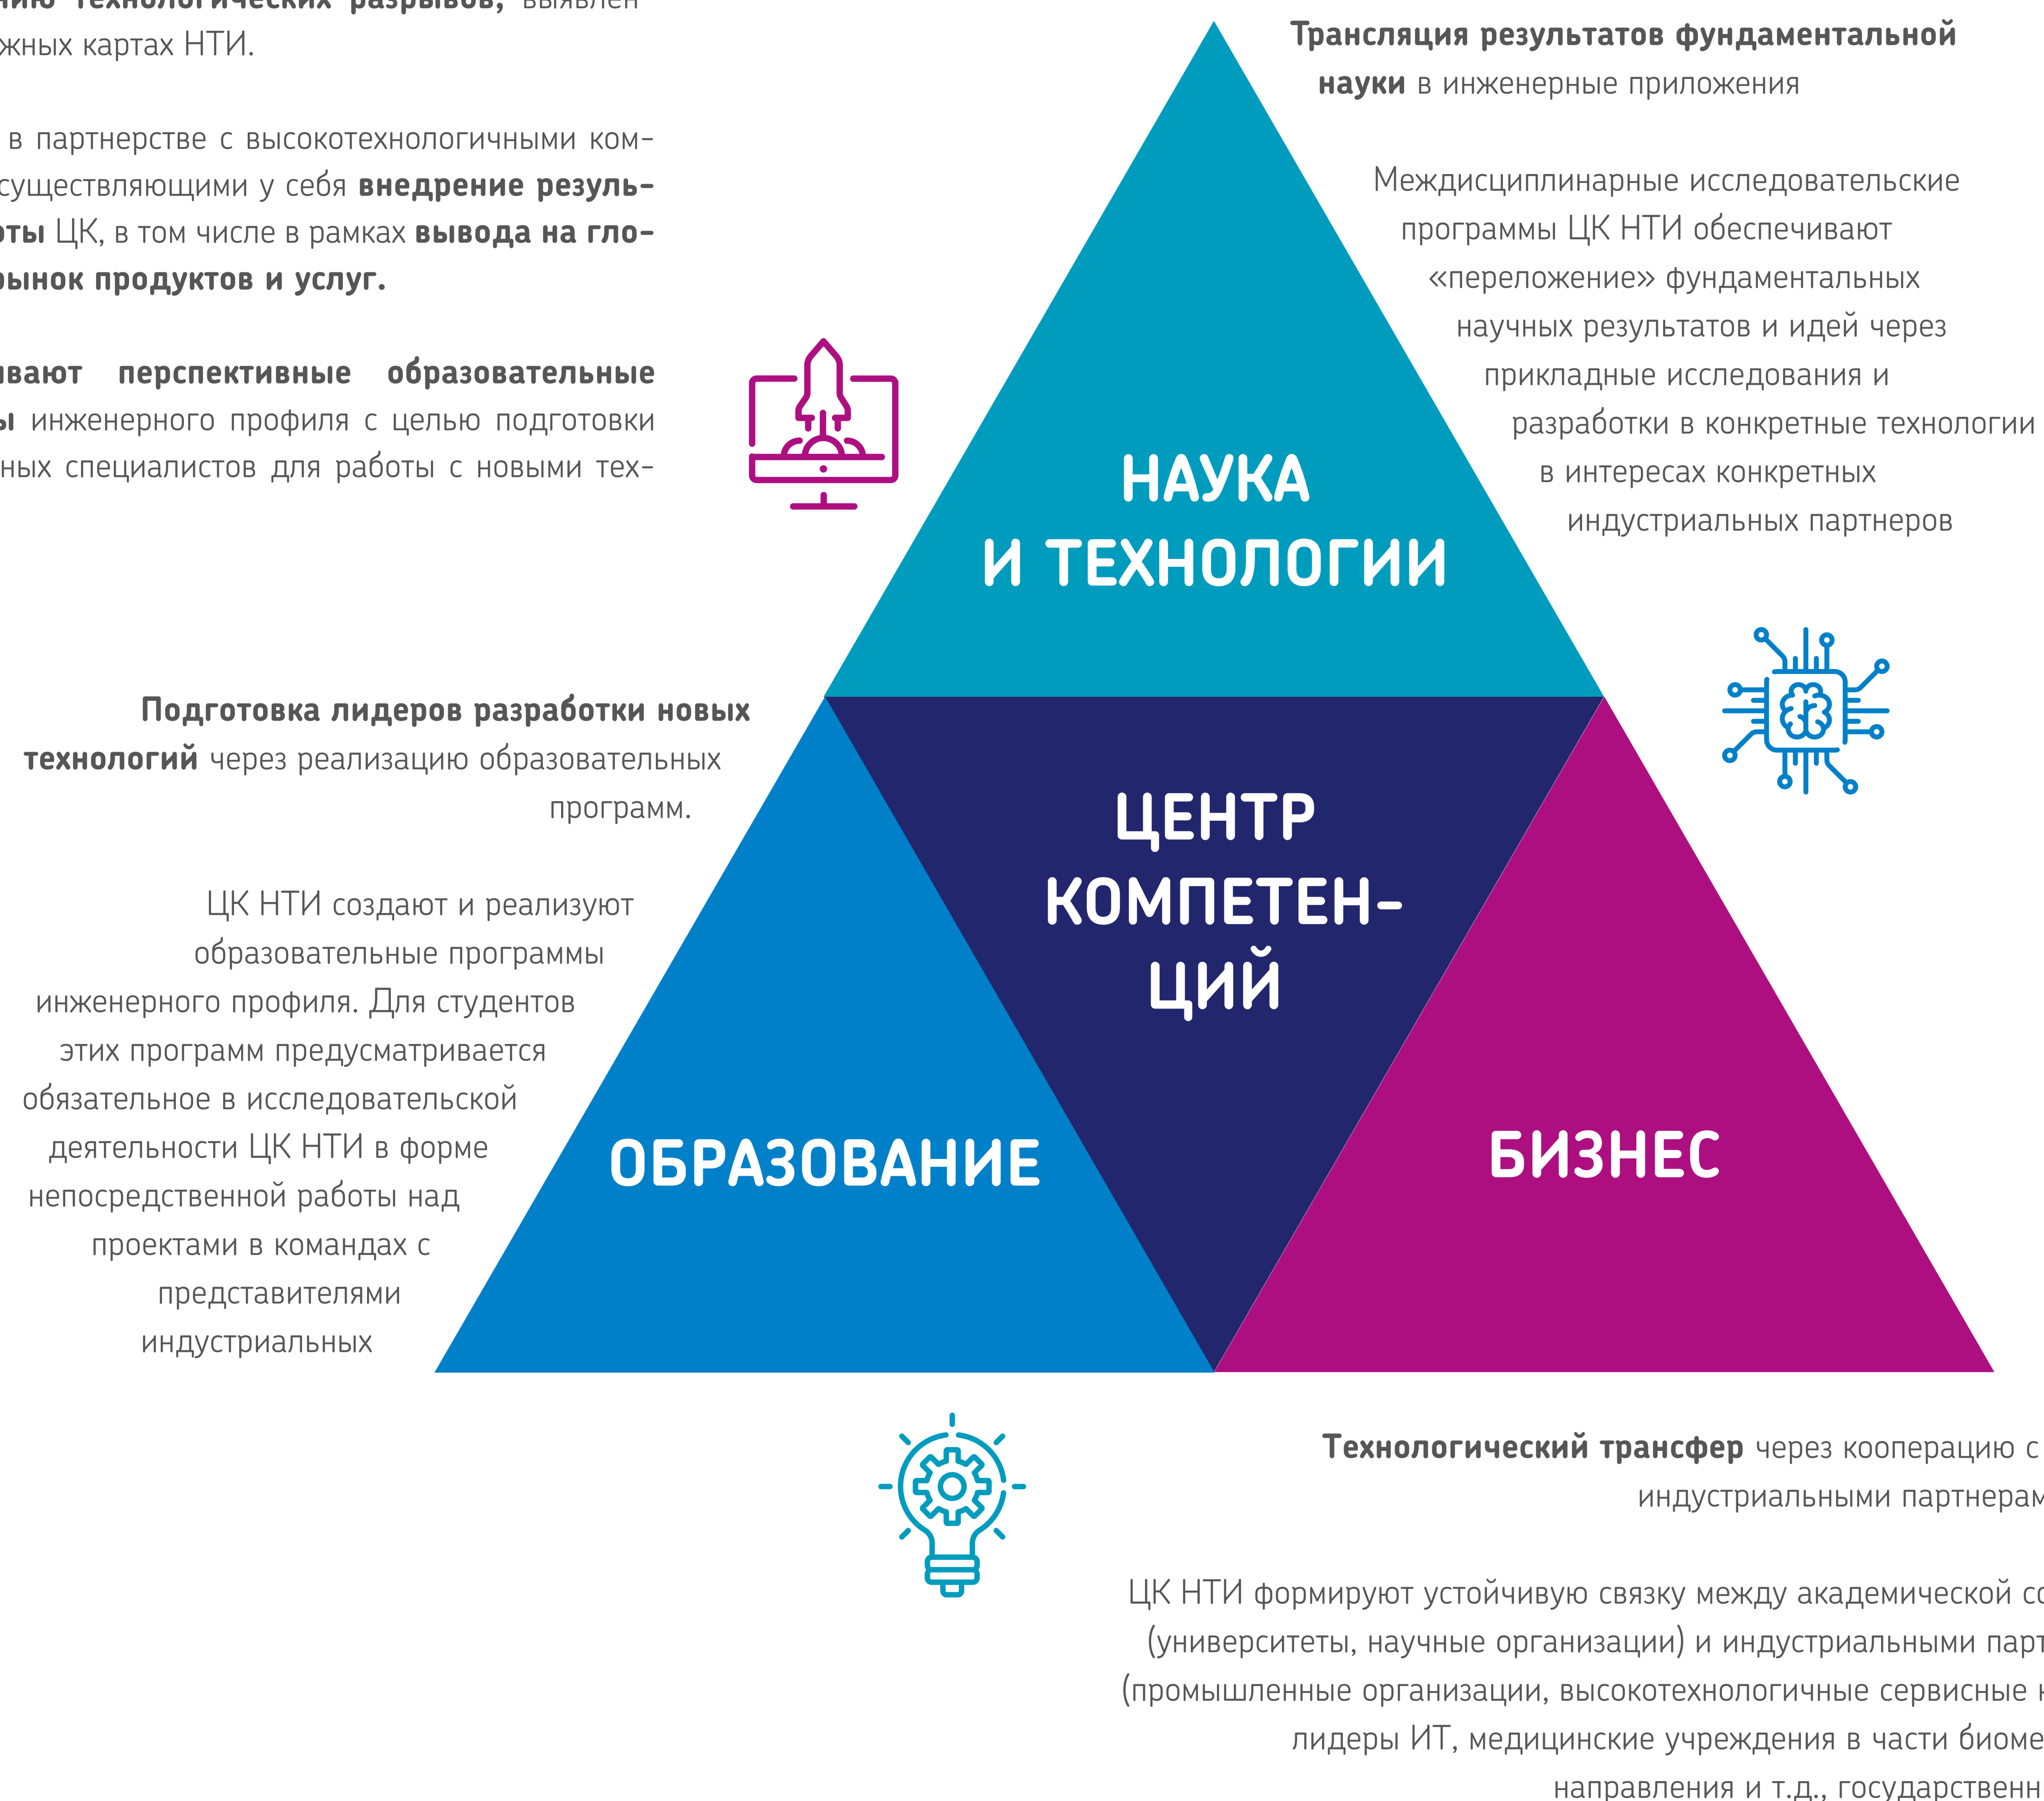 технологических разрывов, выявлен-
жных картах НТИ.
в партнерстве с высокотехнологичными ком-
существляющими у себя внедрение резуль-
оты ЦК, в том числе в рамках вывода на гло-
рынок продуктов и услуг.
ивают перспективные образовательные
ы инженерного профиля с целью подготовки
ных специалистов для работы с новыми тех-
Трансляция результатов фундаментальной
науки в инженерные приложения
Междисциплинарные исследовательские
программы ЦК НТИ обеспечивают
«переложение» фундаментальных
научных результатов и идей через
прикладные исследования и
разработки в конкретные технологии
в интересах конкретных
индустриальных партнеров
НАУКА
И ТЕХНОЛОГИИ
Подготовка лидеров разработки новых
технологий через реализацию образовательных
программ.
ЦК НТИ создают и реализуют
образовательные программы
инженерного профиля. Для студентов
этих программ предусматривается
обязательное в исследовательской
деятельности ЦК НТИ в форме
непосредственной работы над
проектами в командах с
представителями
индустриальных
ЦЕНТР
КОМПЕТЕН-
ЦИЙ
ОБРАЗОВАНИЕ
БИЗНЕС
Технологический трансфер через кооперацию с
индустриальными партнерам
ЦК НТИ формируют устойчивую связку между академической со
(университеты, научные организации) и индустриальными парт
(промышленные организации, высокотехнологичные сервисные к
лидеры ИТ, медицинские учреждения в части биоме
направления и т.д., государственн